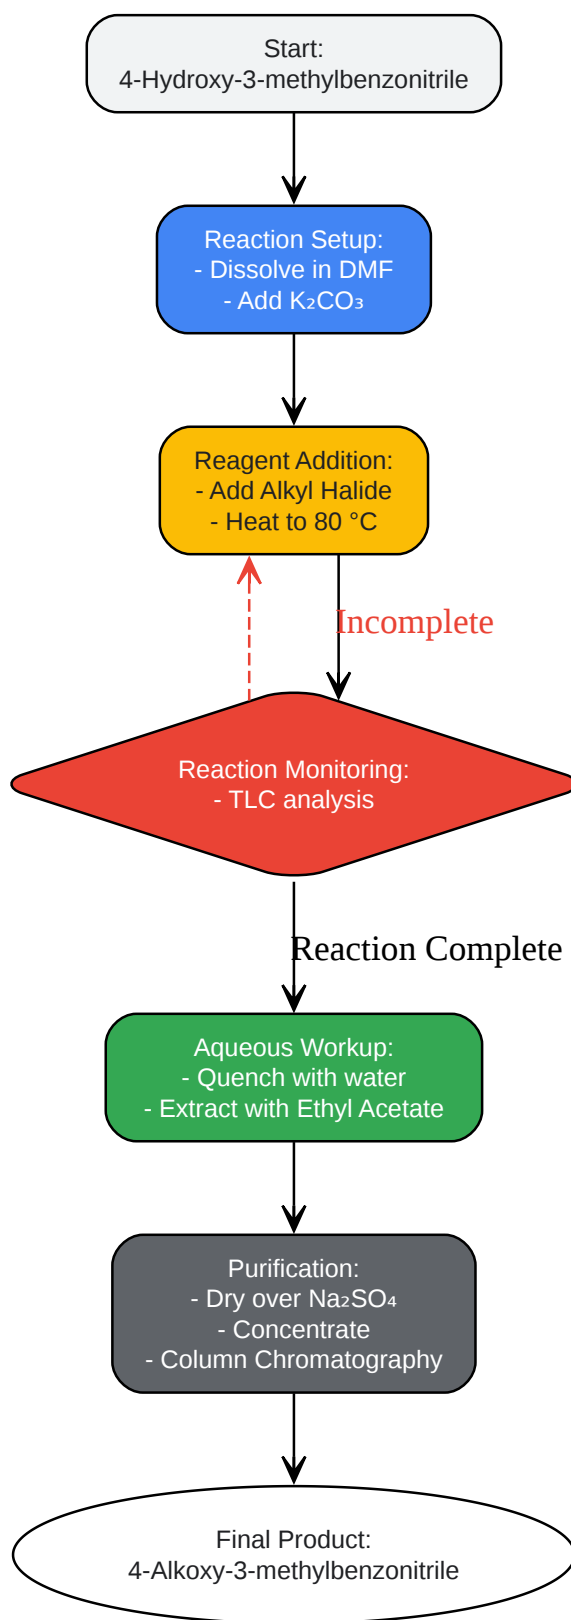 Start:
4-Hydroxy-3-methylbenzonitrile
Reaction Setup:
- Dissolve in DMF
- Add K₂CO₃
Reagent Addition:
- Add Alkyl Halide
- Heat to 80 °C
Incomplete
Reaction Monitoring:
- TLC analysis
Reaction Complete
Aqueous Workup:
- Quench with water
- Extract with Ethyl Acetate
Purification:
- Dry over Na₂SO₄
- Concentrate
- Column Chromatography
Final Product:
4-Alkoxy-3-methylbenzonitrile